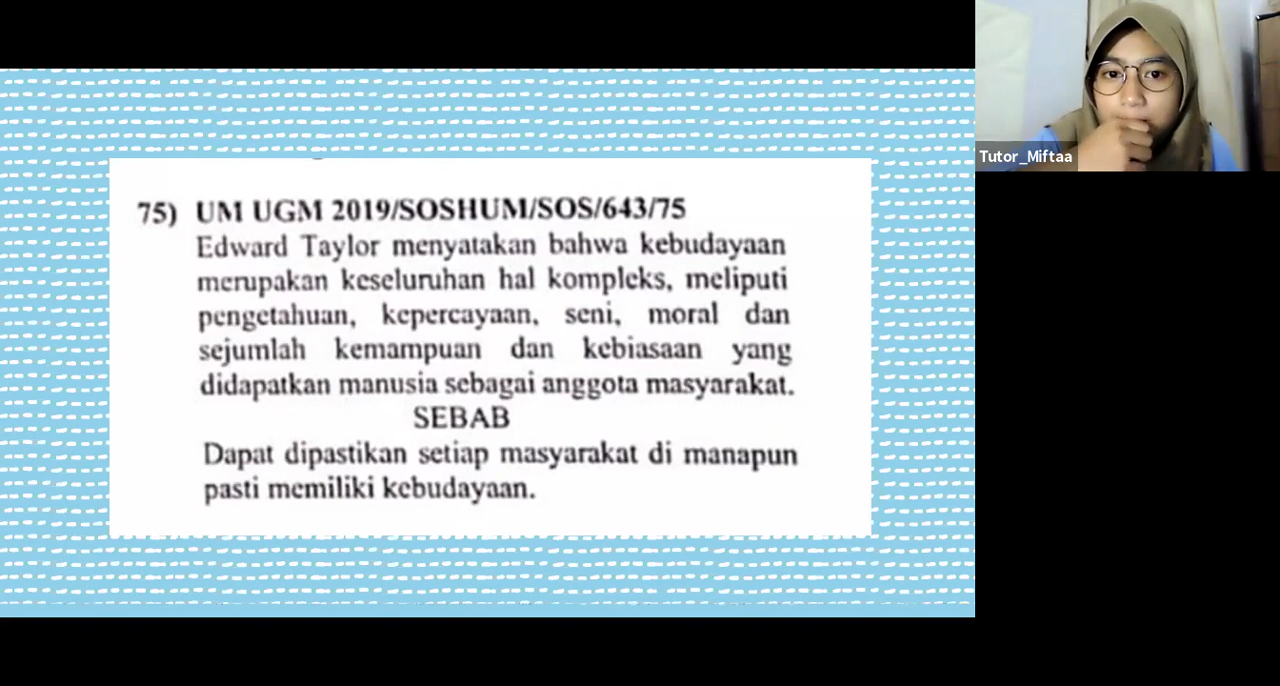 75) UM UGM 2019/SOSHUM/SOS/643/75
Edward Taylor menyatakan bahwa kebudayaan
merupakan keseluruhan hal kompleks, meliputi
pengetahuan, kepercayaan, seni, moral dan
sejumlah kemampuan dan kebiasaan yang
didapatkan manusia sebagai anggota masyarakat.
SEBAB
Dapat dipastikan setiap masyarakat di manapun
pasti memiliki kebudayaan.
Tutor_Miftaa